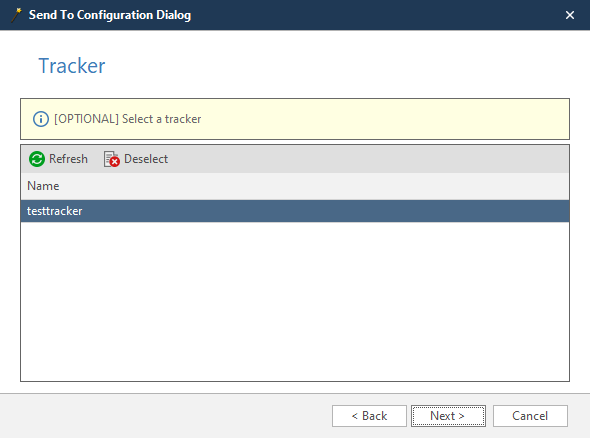 Send To Configuration Dialog
Tracker
[OPTIONAL] Select a tracker
Refresh Deselect
Name
testtracker
< Back Next > Cancel